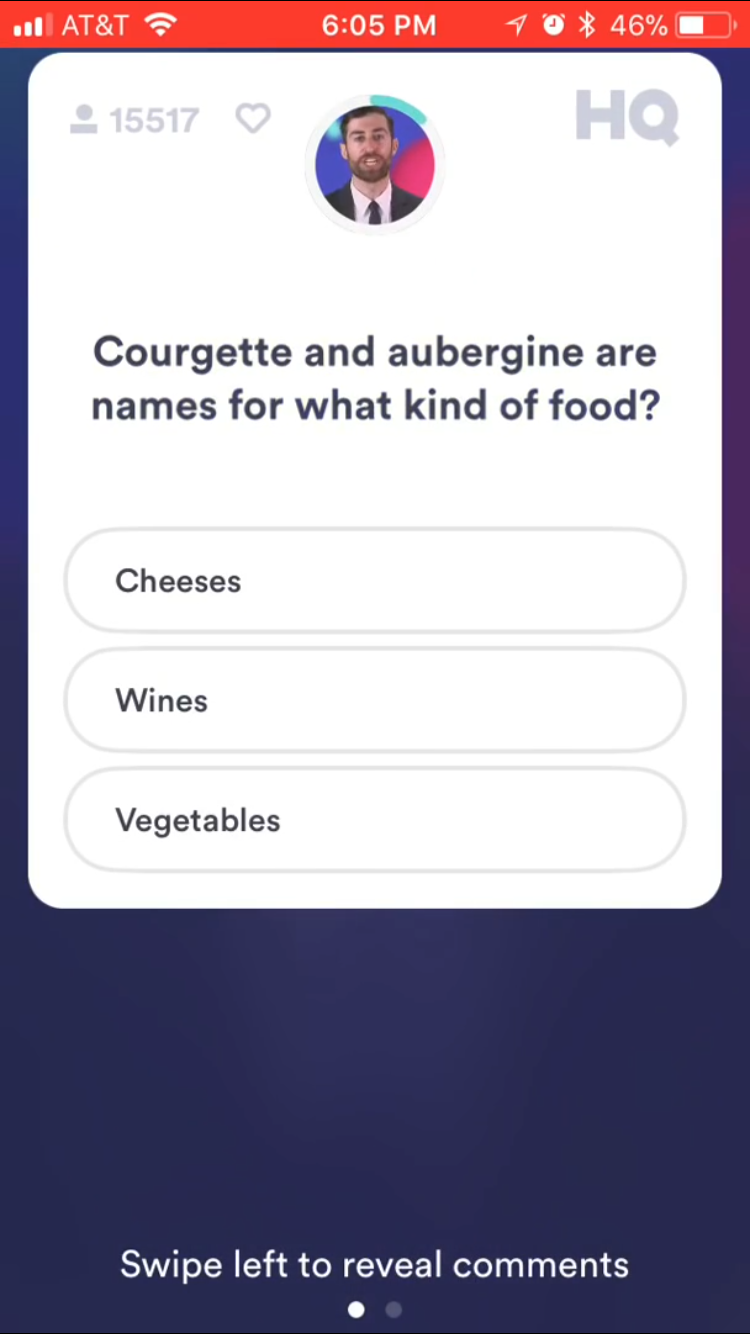 AT&T 6:05 PM 46%
15517 HQ
Courgette and aubergine are
names for what kind of food?
Cheeses
Wines
Vegetables
Swipe left to reveal comments